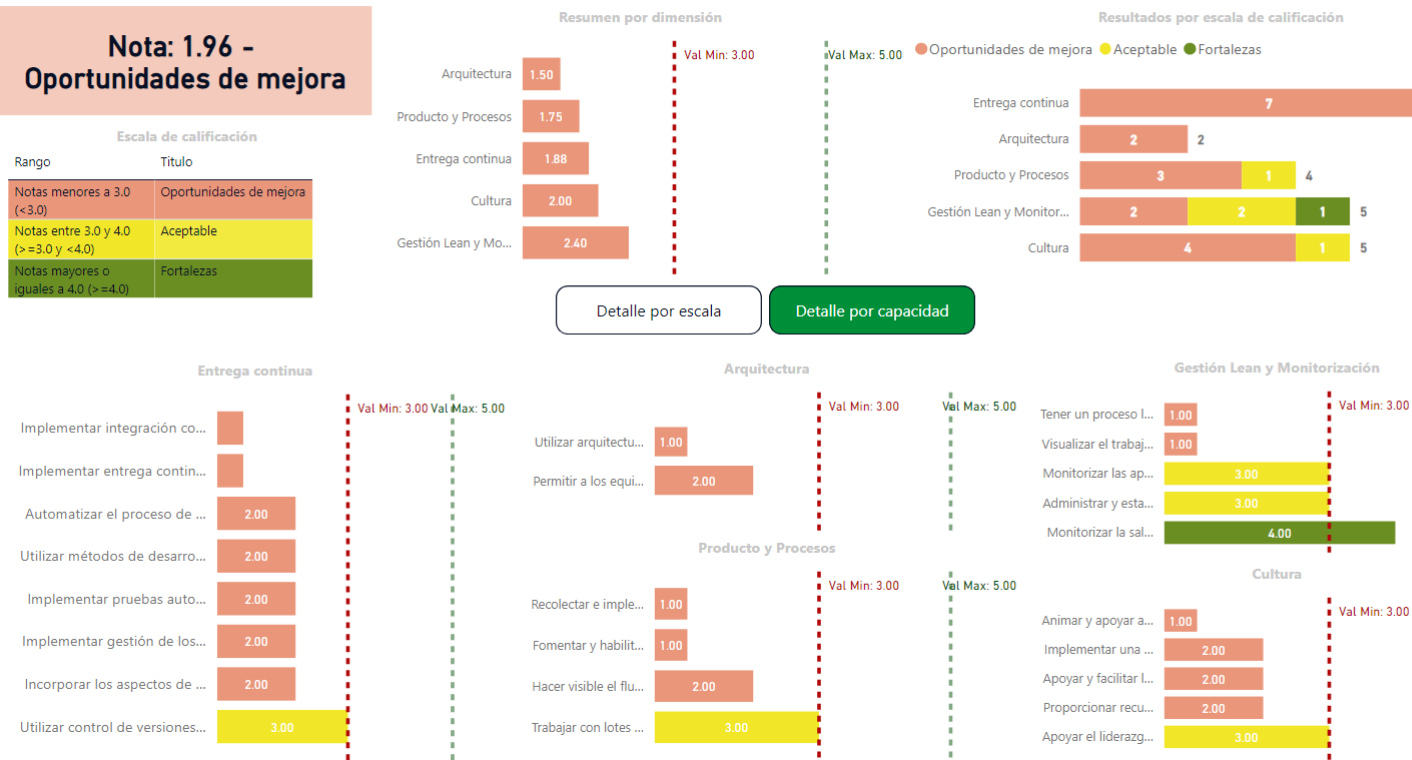 Nota: 1.96 -
Oportunidades de mejora
Escala de calificación
Rango Titulo
Notas menores a 3.0 Oportunidades de mejora
(<3.0)
Notas entre 3.0 y 4.0 Aceptable
(>=3.0 y <4.0)
Notas mayores o Fortalezas
iguales a 4.0 (>=4.0)
Resumen por dimensión
Val Min: 3.00 Val Max: 5.00
Arquitectura 1.50
Producto y Procesos 1.75
Entrega continua 1.88
Cultura 2.00
Gestión Lean y Mo... 2.40
Resultados por escala de calificación
Oportunidades de mejora Aceptable Fortalezas
Entrega continua 7
Arquitectura 2 2
Producto y Procesos 3 1 4
Gestión Lean y Monitor... 2 2 1 5
Cultura 4 1 5
Detalle por escala Detalle por capacidad
Entrega continua
Val Min: 3.00 Val Max: 5.00
Implementar integración co...
Implementar entrega contin...
Automatizar el proceso de ... 2.00
Utilizar métodos de desarro... 2.00
Implementar pruebas auto... 2.00
Implementar gestión de los... 2.00
Incorporar los aspectos de ... 2.00
Utilizar control de versiones... 3.00
Arquitectura
Val Min: 3.00 Val Max: 5.00
Utilizar arquitectu... 1.00
Permitir a los equi... 2.00
Producto y Procesos
Val Min: 3.00 Val Max: 5.00
Recolectar e imple... 1.00
Fomentar y habilit... 1.00
Hacer visible el flu... 2.00
Trabajar con lotes ... 3.00
Gestión Lean y Monitorización
Val Min: 3.00
Tener un proceso l... 1.00
Visualizar el trabaj... 1.00
Monitorizar las ap... 3.00
Administrar y esta... 3.00
Monitorizar la sal... 4.00
Cultura
Val Min: 3.00
Animar y apoyar a... 1.00
Implementar una ... 2.00
Apoyar y facilitar l... 2.00
Proporcionar recu... 2.00
Apoyar el liderazg... 3.00